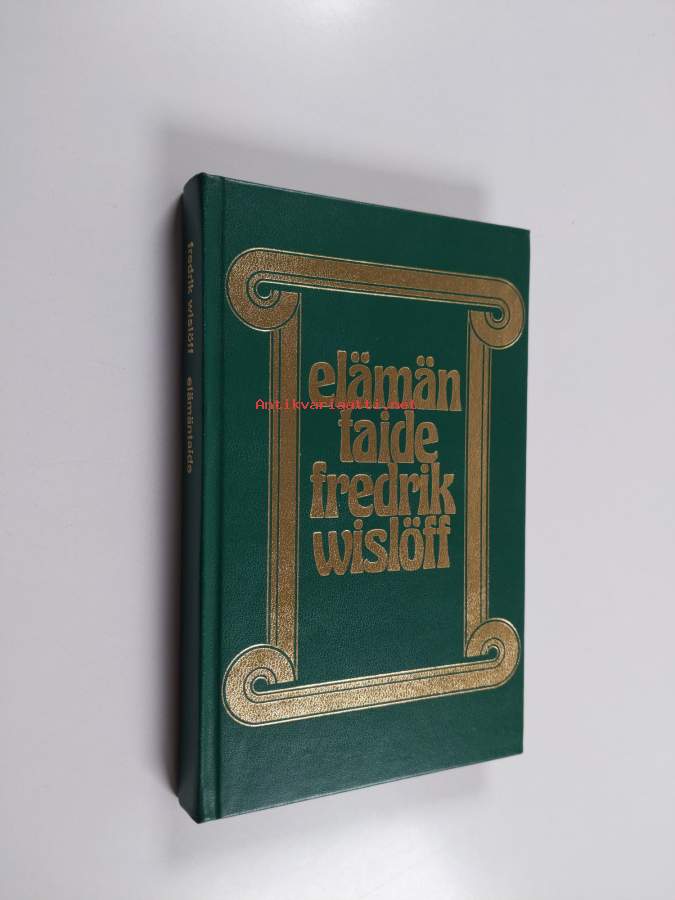 fredrik wislöff elämäntaide
elämän
Antikvariaatti.net
taide
fredrik
wislöff